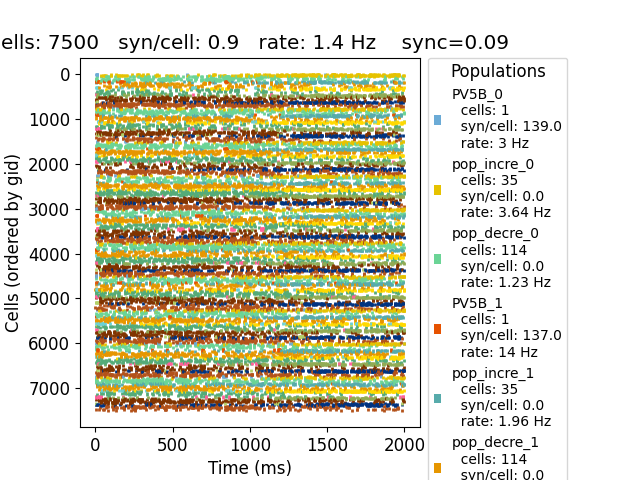 ells: 7500 syn/cell: 0.9 rate: 1.4 Hz sync=0.09
Populations
PV5B_0
cells: 1
syn/cell: 139.0
rate: 3 Hz
pop_incre_0
cells: 35
syn/cell: 0.0
rate: 3.64 Hz
pop_decre_0
cells: 114
syn/cell: 0.0
rate: 1.23 Hz
PV5B_1
cells: 1
syn/cell: 137.0
rate: 14 Hz
pop_incre_1
cells: 35
syn/cell: 0.0
rate: 1.96 Hz
pop_decre_1
cells: 114
syn/cell: 0.0
Cells (ordered by gid)
0
1000
2000
3000
4000
5000
6000
7000
0 500 1000 1500 2000
Time (ms)